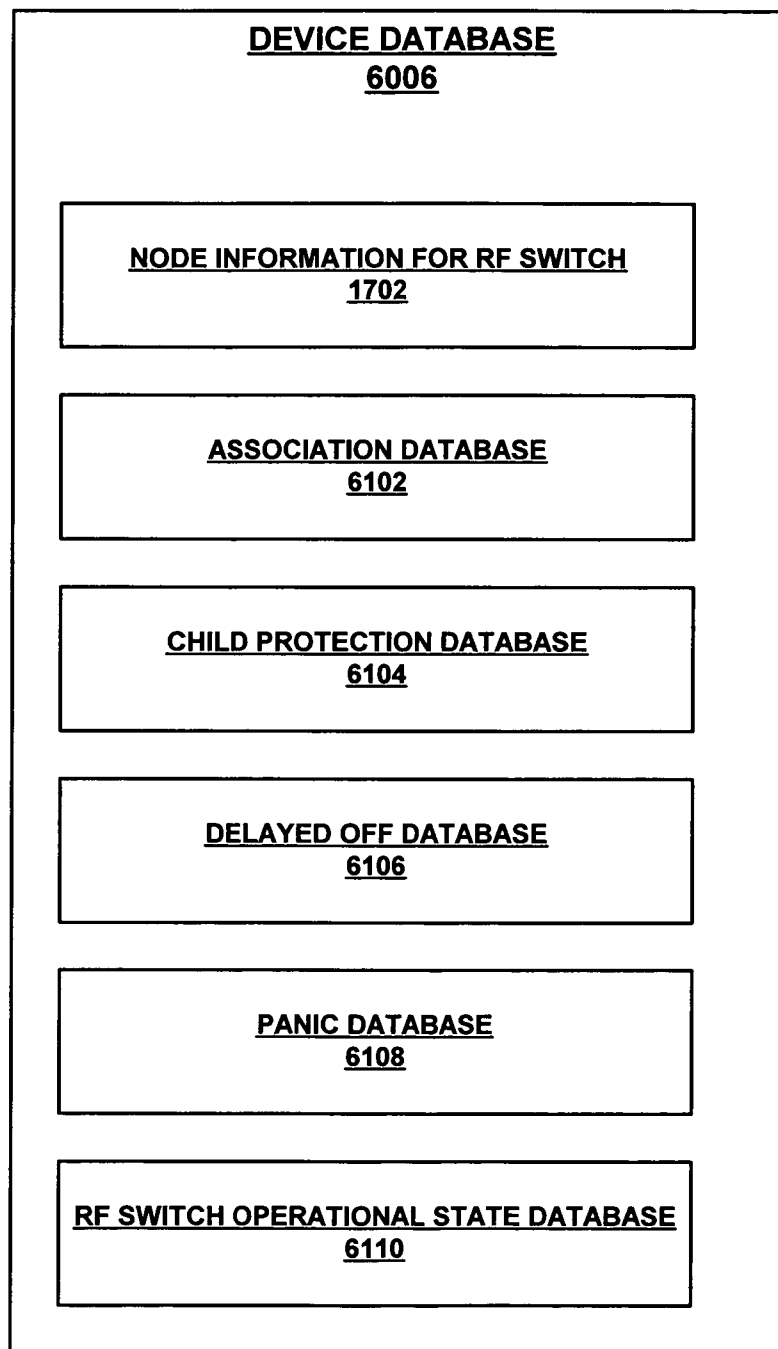 DEVICE DATABASE
6006
NODE INFORMATION FOR RF SWITCH
1702
ASSOCIATION DATABASE
6102
CHILD PROTECTION DATABASE
6104
DELAYED OFF DATABASE
6106
PANIC DATABASE
6108
RF SWITCH OPERATIONAL STATE DATABASE
6110